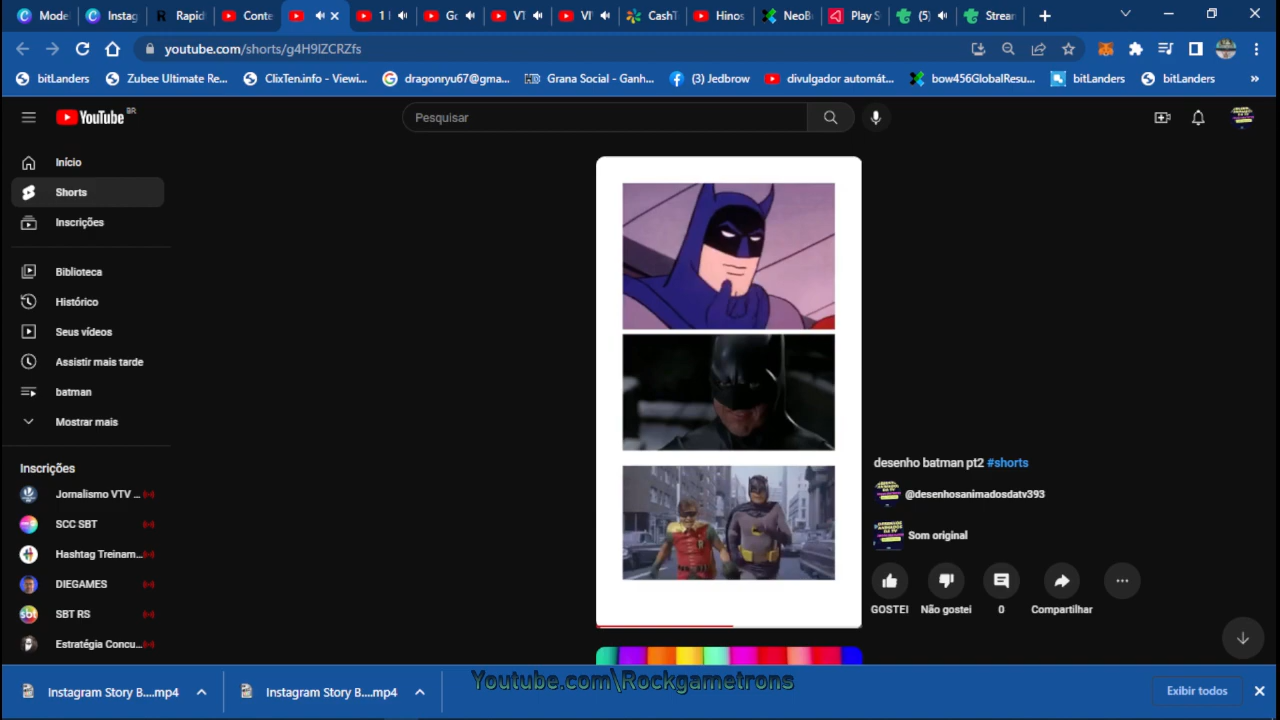 Model
Instag
Rapid
Conte
1 I
Go
VT
VI
CashT
Hinos
NeoB
Play S
(5)
Strear
youtube.com/shorts/g4H9lZCRZfs
bitLanders
Zubee Ultimate Re...
ClixTen.info - Viewi...
dragonryu67@gma...
Grana Social - Ganh...
(3) Jedbrow
divulgador automát...
bow456GlobalResu...
bitLanders
bitLanders
»
YouTube BR
Pesquisar
Início
Shorts
Inscrições
Biblioteca
Histórico
Seus vídeos
Assistir mais tarde
batman
Mostrar mais
Inscrições
Jornalismo VTV ...
SCC SBT
Hashtag Treinam...
DIEGAMES
SBT RS
Estratégia Concu...
desenho batman pt2 #shorts
@desenhosanimadosdatv393
Som original
GOSTEI
Não gostei
0
Compartilhar
Instagram Story B....mp4
Instagram Story B....mp4
Youtube.com\Rockgametrons
Exibir todos